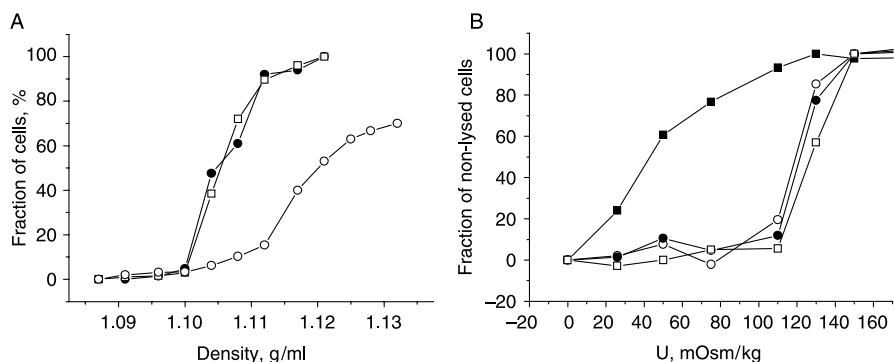 A
Fraction of cells, %
100
80
60
40
20
0
1.09 1.10 1.11 1.12 1.13
Density, g/ml
B
Fraction of non-lysed cells
100
80
60
40
20
0
−20
−20 0 20 40 60 80 100 120 140 160
U, mOsm/kg